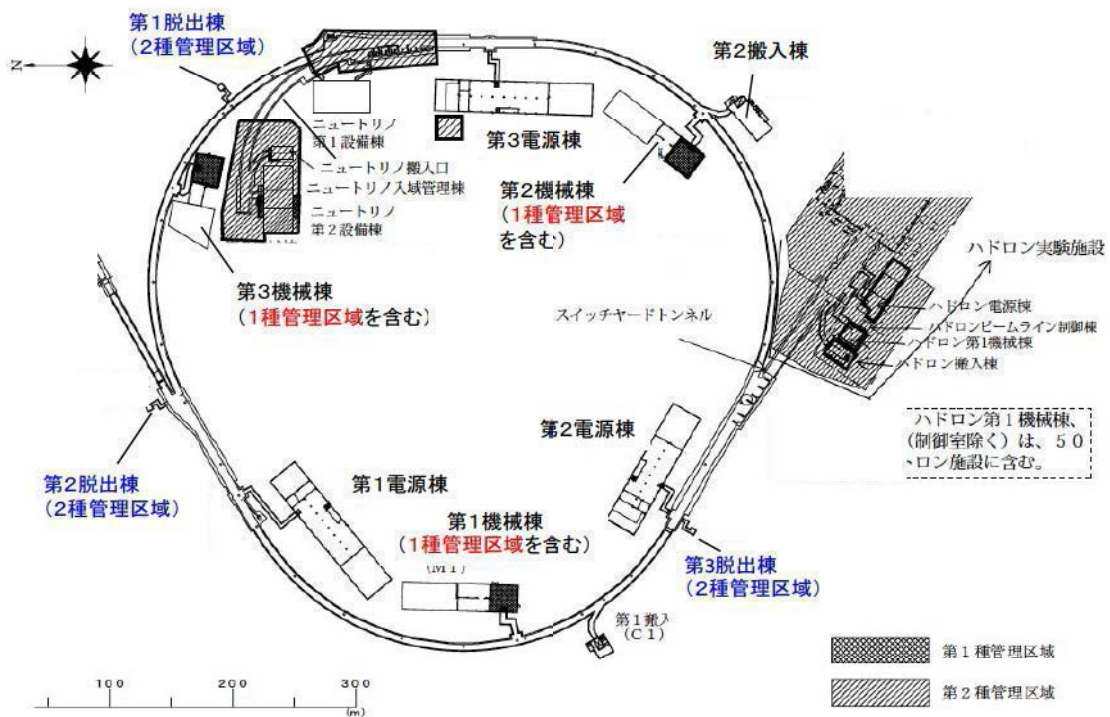 第1脱出棟
(2種管理区域)
N
第2搬入棟
ニュートリノ
第1設備棟
ニュートリノ搬入口
ニュートリノ入域管理棟
ニュートリノ
第2設備棟
第3電源棟
第2機械棟
(1種管理区域
を含む)
第3機械棟
(1種管理区域を含む)
スイッチヤードトンネル
ハドロン実験施設
ハドロン電源棟
ハドロンビームライン制御棟
ハドロン第1機械棟
ハドロン搬入棟
ハドロン第1機械棟、
(制御室除く)は、50
ロン施設に含む。
第2電源棟
第2脱出棟
(2種管理区域)
第1電源棟
第1機械棟
(1種管理区域を含む)
第3脱出棟
(2種管理区域)
第1搬入
(C1)
100 200 300
(m)
第1種管理区域
第2種管理区域